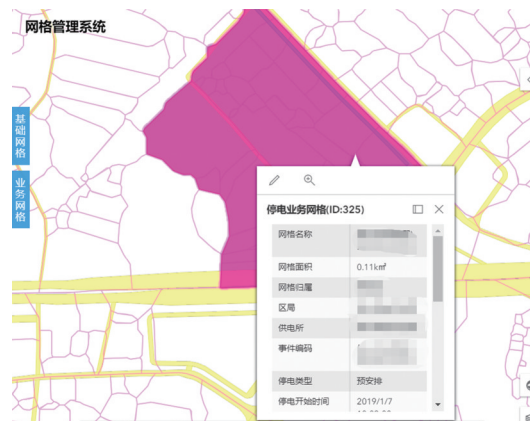 网格管理系统
基础网格
业务网格
停电业务网格(ID:325)
网格名称
网格面积 0.11k㎡
网格归属
区局
供电所
事件编码
停电类型 预安排
停电开始时间 2019/1/7